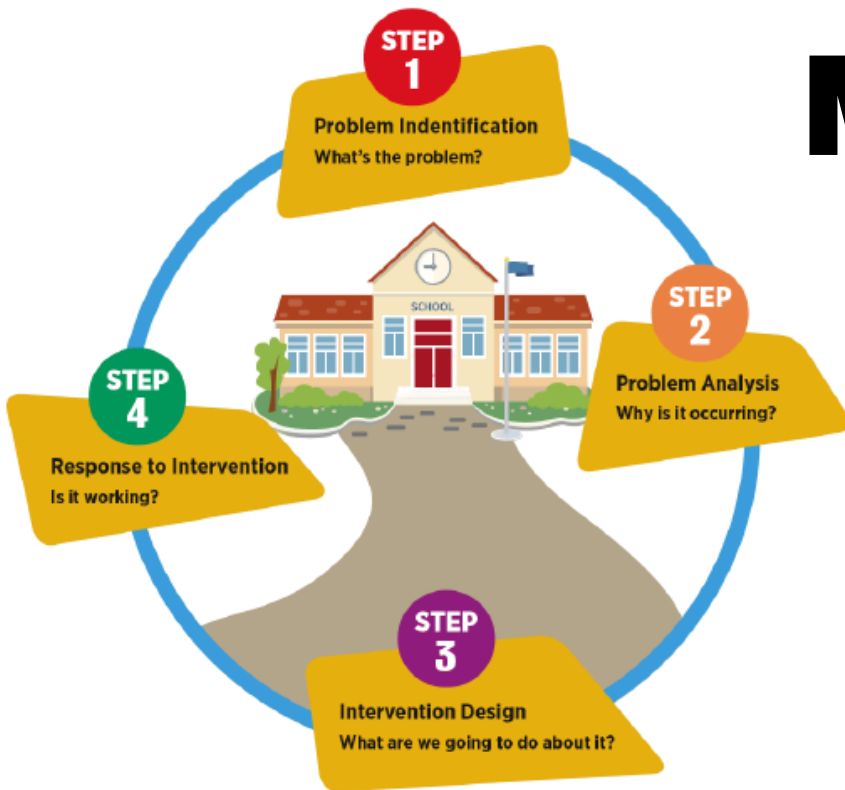 STEP
1
Problem Indentification
What's the problem?
SCHOOL
STEP
2
Problem Analysis
Why is it occurring?
STEP
3
Intervention Design
What are we going to do about it?
STEP
4
Response to Intervention
Is it working?